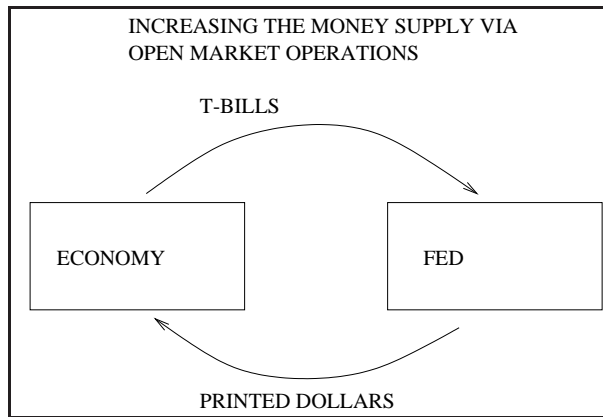 INCREASING THE MONEY SUPPLY VIA
OPEN MARKET OPERATIONS
T-BILLS
ECONOMY
FED
PRINTED DOLLARS